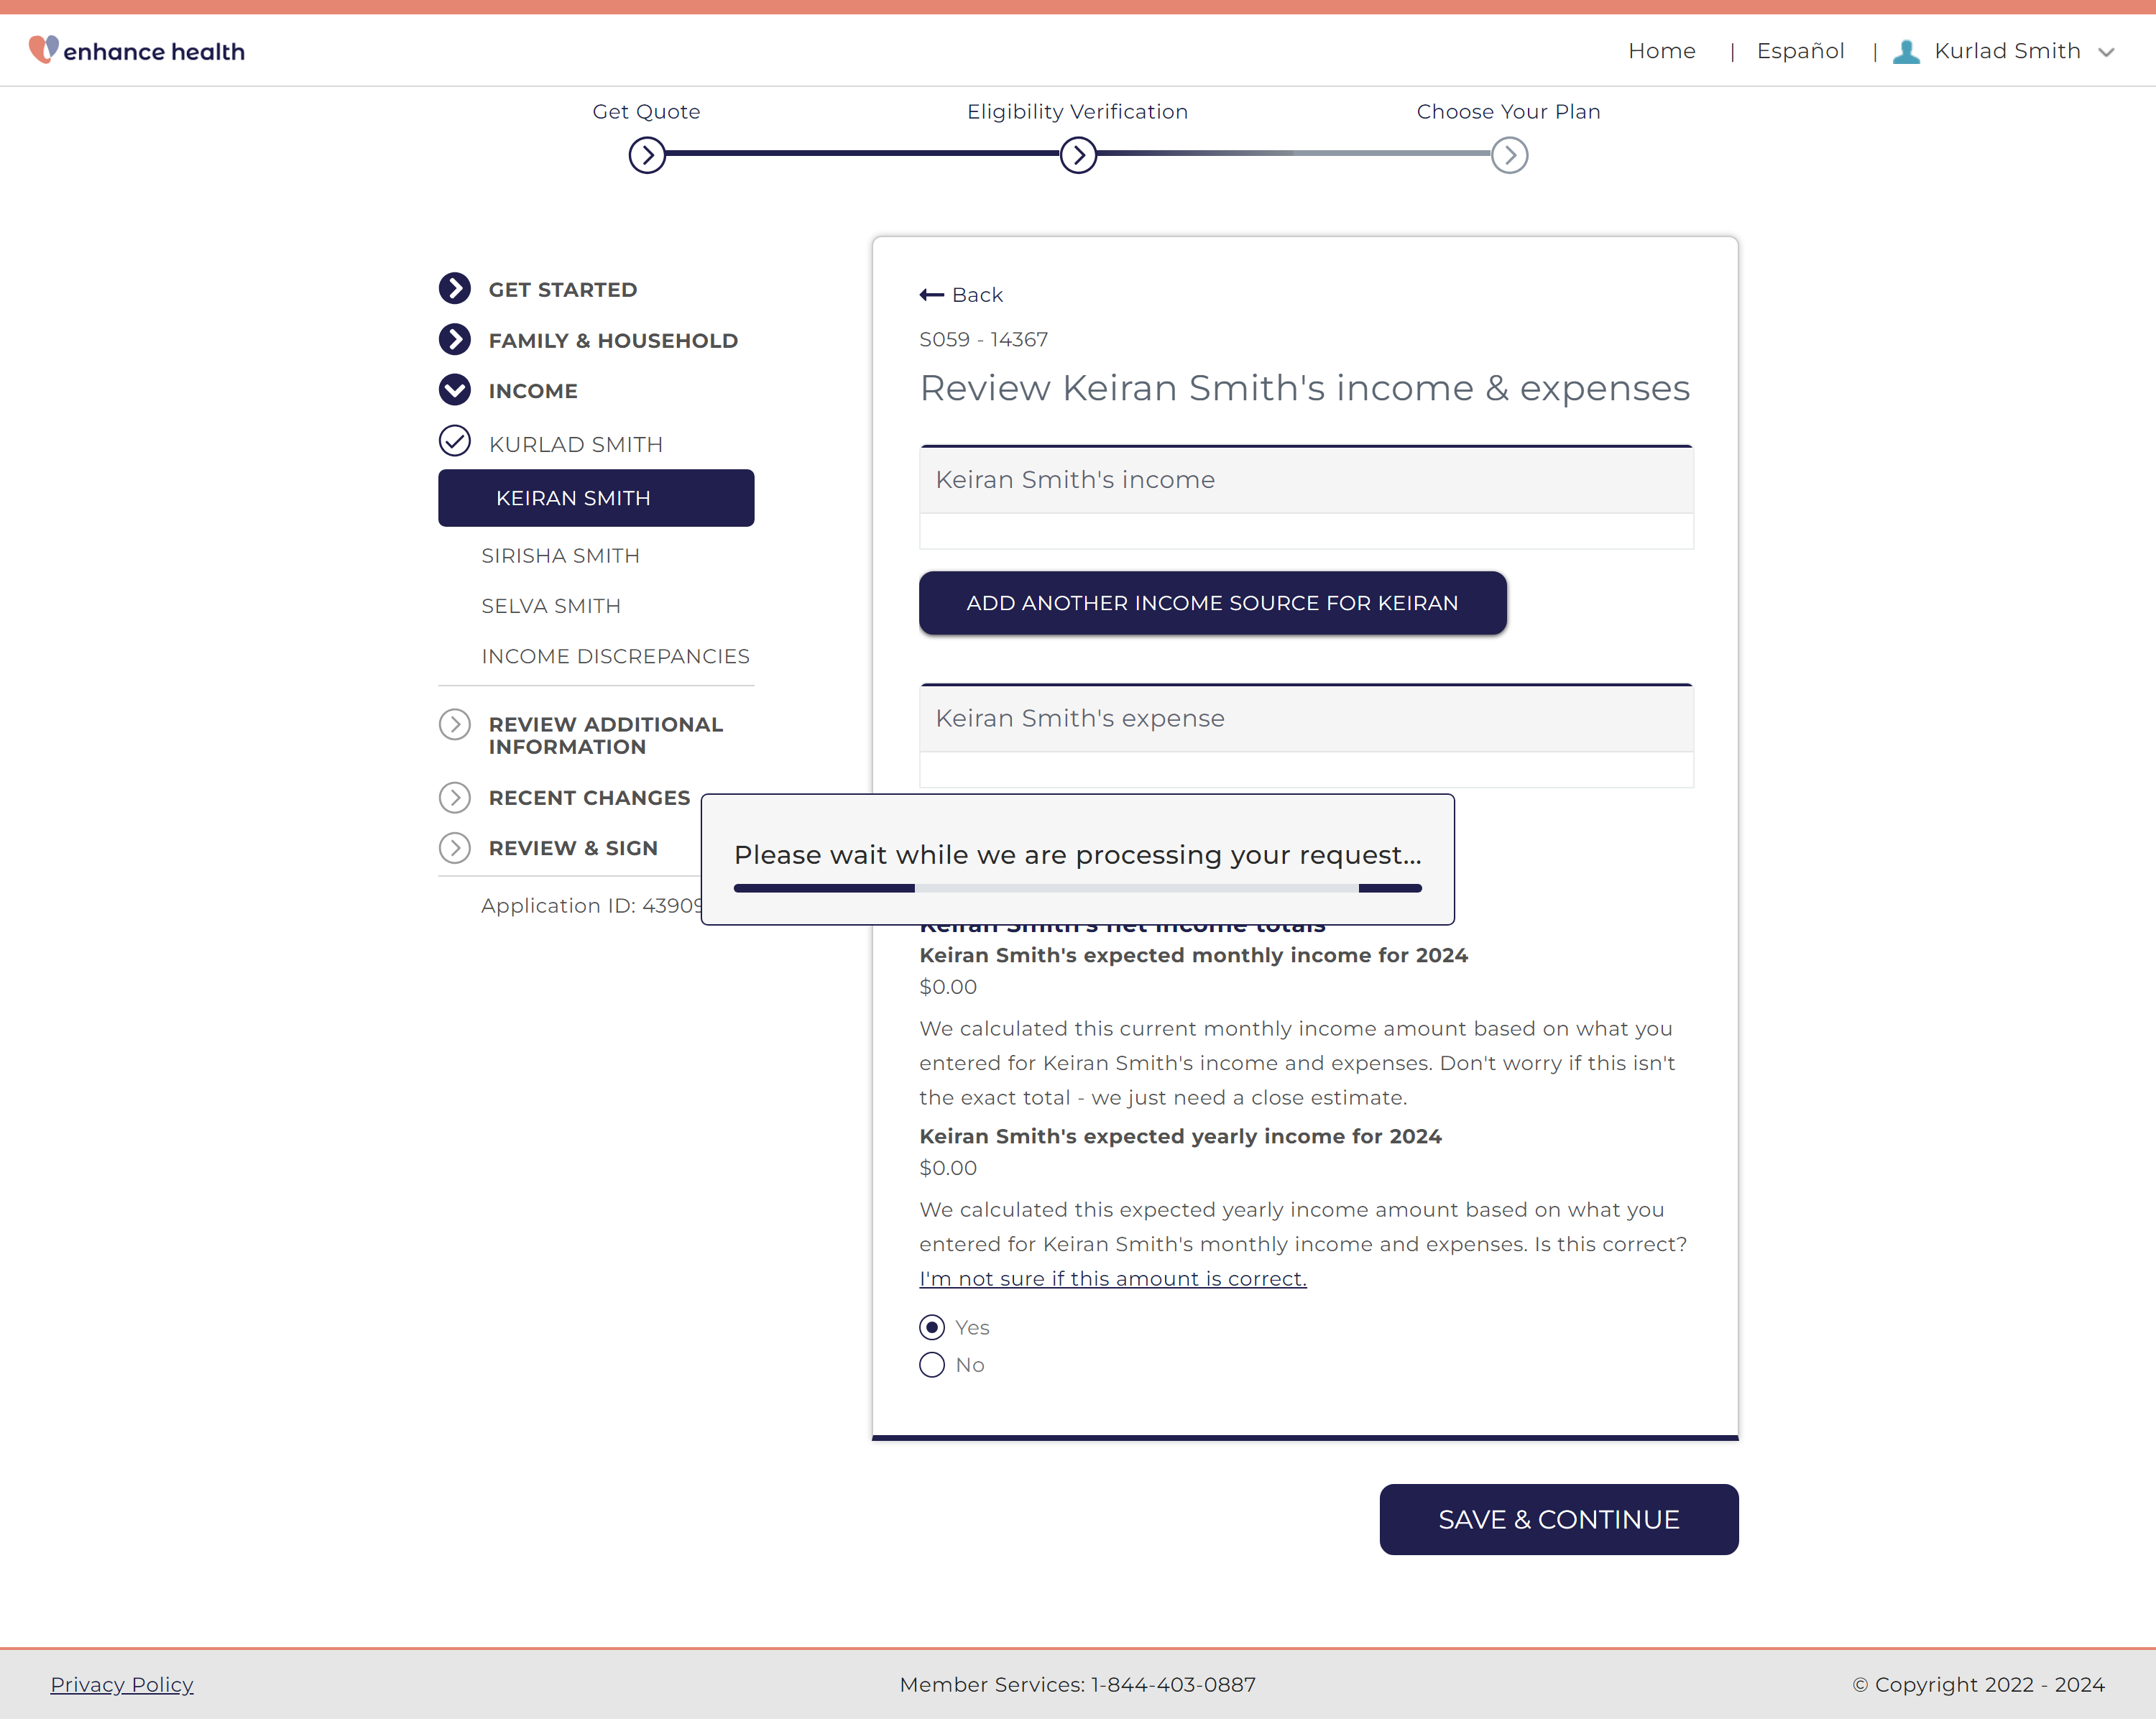 enhance health
Home | Español | Kurlad Smith
Get Quote
Eligibility Verification
Choose Your Plan
GET STARTED
FAMILY & HOUSEHOLD
INCOME
KURLAD SMITH
KEIRAN SMITH
SIRISHA SMITH
SELVA SMITH
INCOME DISCREPANCIES
REVIEW ADDITIONAL
INFORMATION
RECENT CHANGES
REVIEW & SIGN
Application ID: 43909
Back
S059 - 14367
Review Keiran Smith's income & expenses
Keiran Smith's income
ADD ANOTHER INCOME SOURCE FOR KEIRAN
Keiran Smith's expense
Please wait while we are processing your request...
Keiran Smith's net income totals
Keiran Smith's expected monthly income for 2024
$0.00
We calculated this current monthly income amount based on what you
entered for Keiran Smith's income and expenses. Don't worry if this isn't
the exact total - we just need a close estimate.
Keiran Smith's expected yearly income for 2024
$0.00
We calculated this expected yearly income amount based on what you
entered for Keiran Smith's monthly income and expenses. Is this correct?
I'm not sure if this amount is correct.
Yes
No
SAVE & CONTINUE
Privacy Policy
Member Services: 1-844-403-0887
© Copyright 2022 - 2024